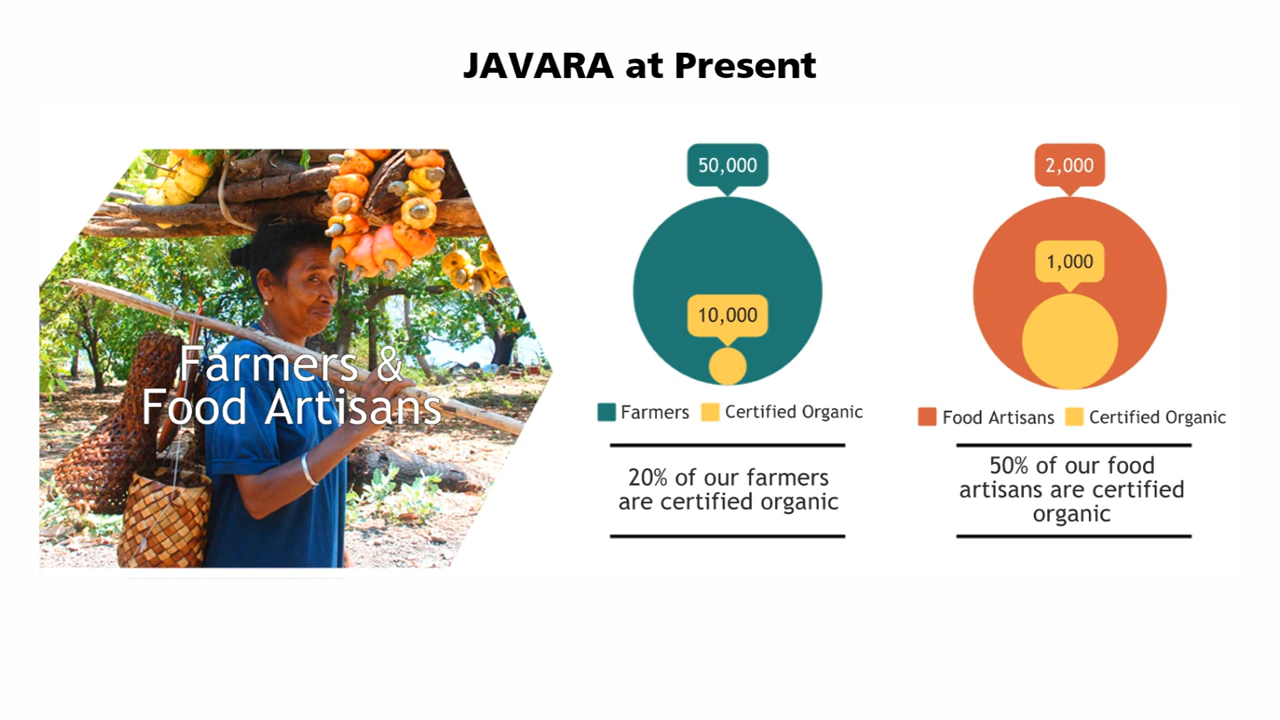 JAVARA at Present
Farmers &
Food Artisans
50,000
10,000
Farmers
Certified Organic
20% of our farmers
are certified organic
2,000
1,000
Food Artisans
Certified Organic
50% of our food
artisans are certified
organic